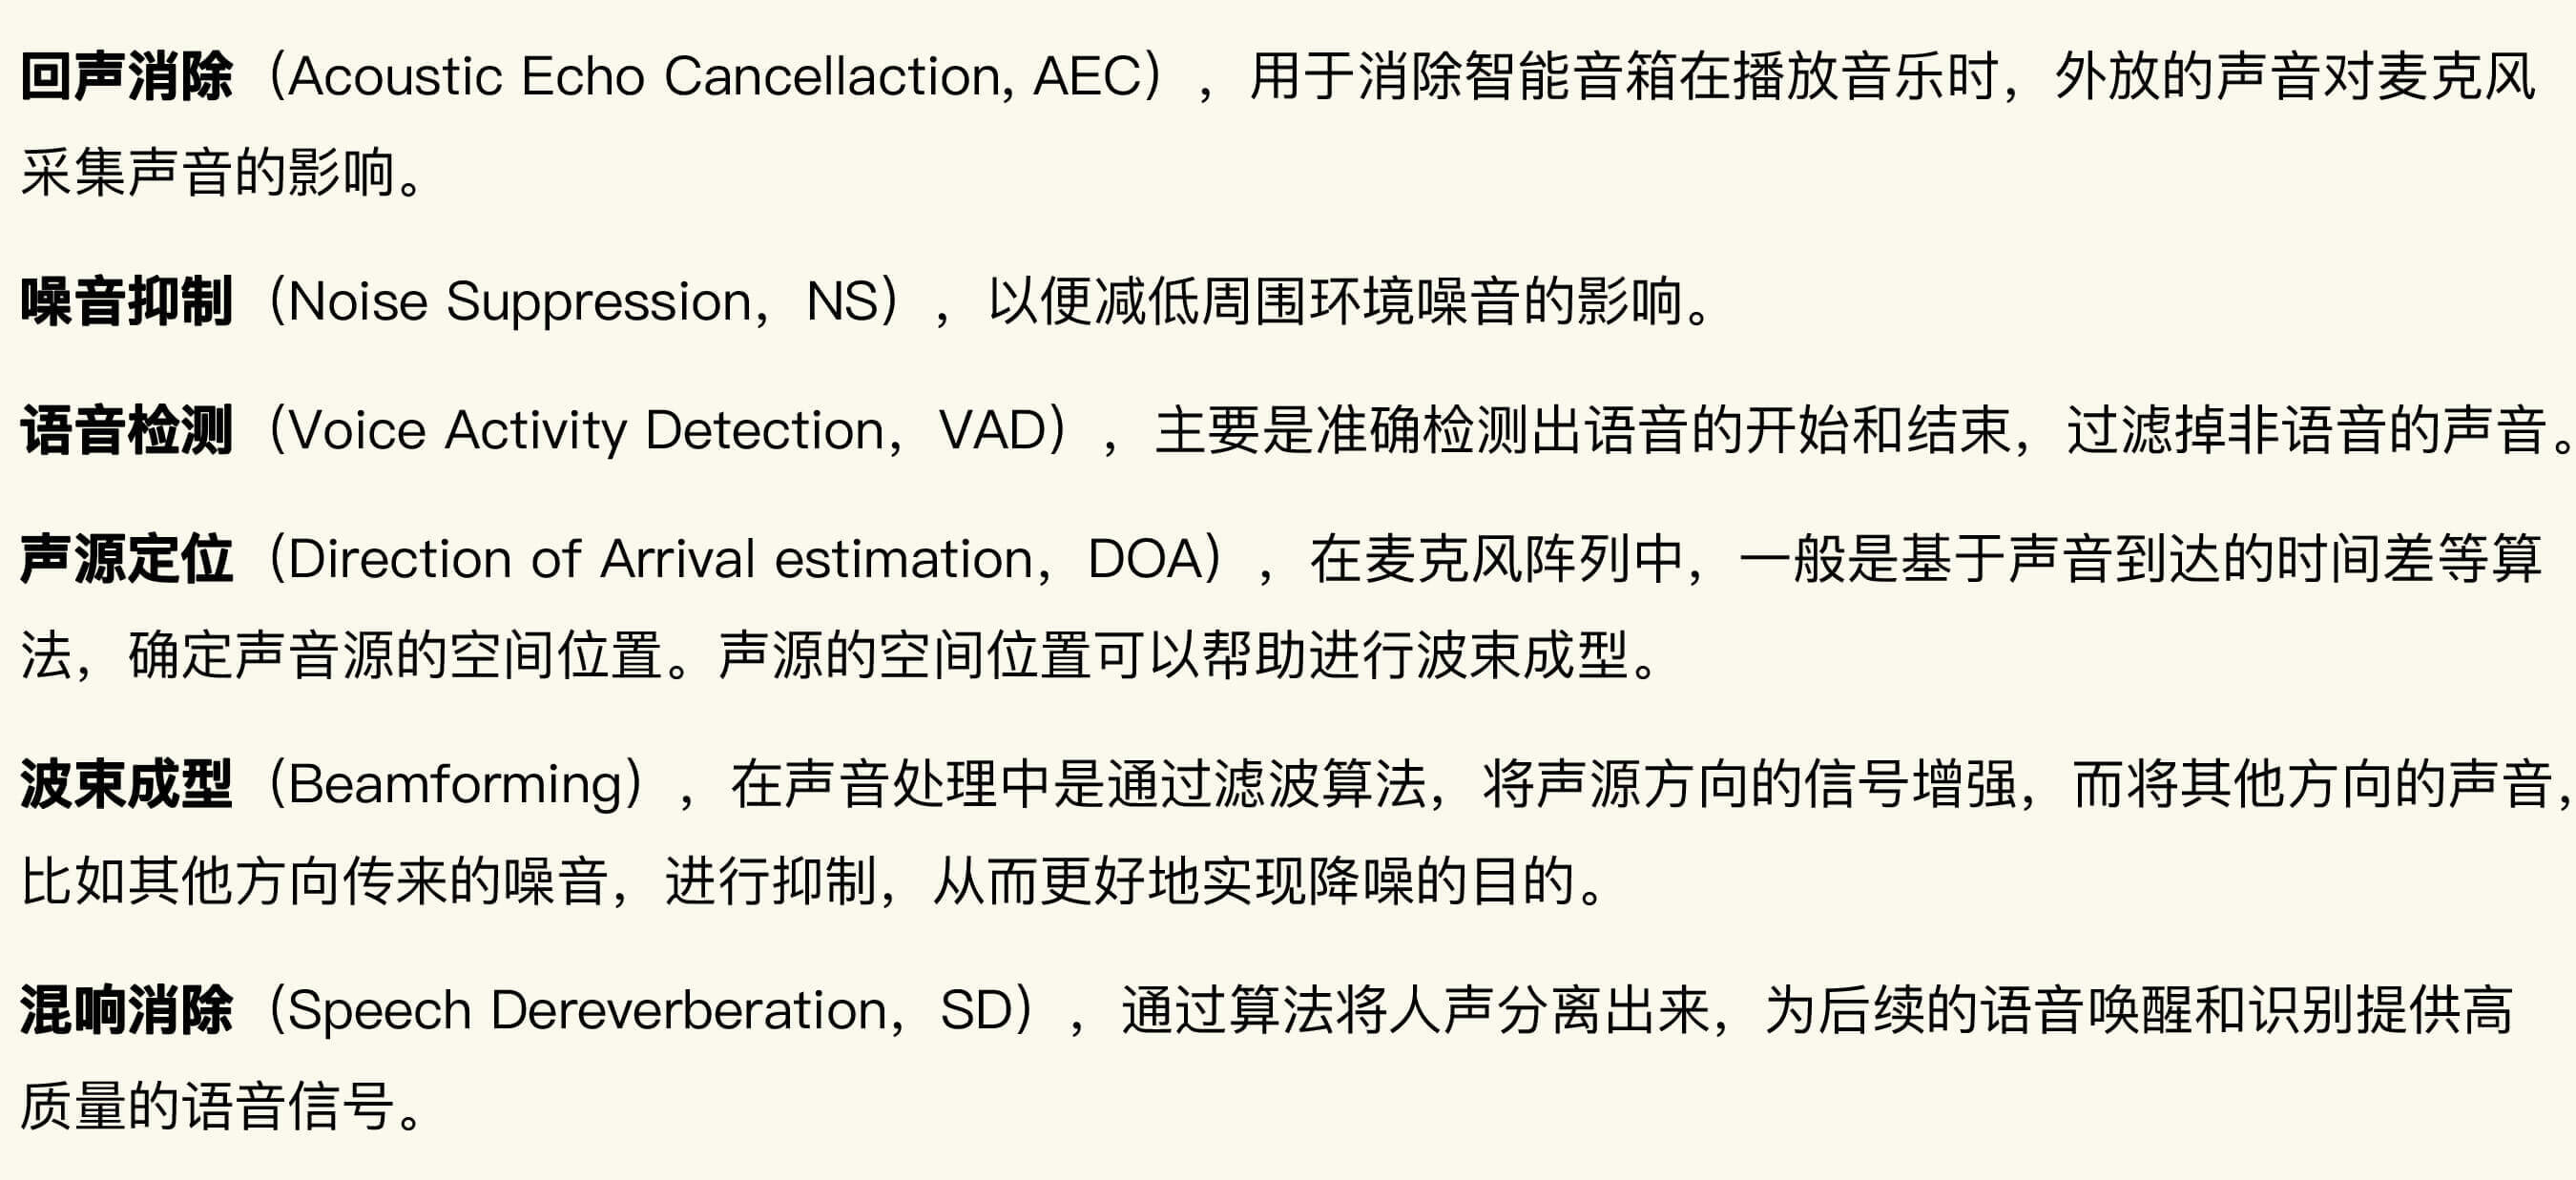 回声消除（Acoustic Echo Cancellaction, AEC），用于消除智能音箱在播放音乐时，外放的声音对麦克风
采集声音的影响。
噪音抑制（Noise Suppression，NS），以便减低周围环境噪音的影响。
语音检测（Voice Activity Detection，VAD），主要是准确检测出语音的开始和结束，过滤掉非语音的声音。
声源定位（Direction of Arrival estimation，DOA），在麦克风阵列中，一般是基于声音到达的时间差等算
法，确定声音源的空间位置。声源的空间位置可以帮助进行波束成型。
波束成型（Beamforming），在声音处理中是通过滤波算法，将声源方向的信号增强，而将其他方向的声音，
比如其他方向传来的噪音，进行抑制，从而更好地实现降噪的目的。
混响消除（Speech Dereverberation，SD），通过算法将人声分离出来，为后续的语音唤醒和识别提供高
质量的语音信号。